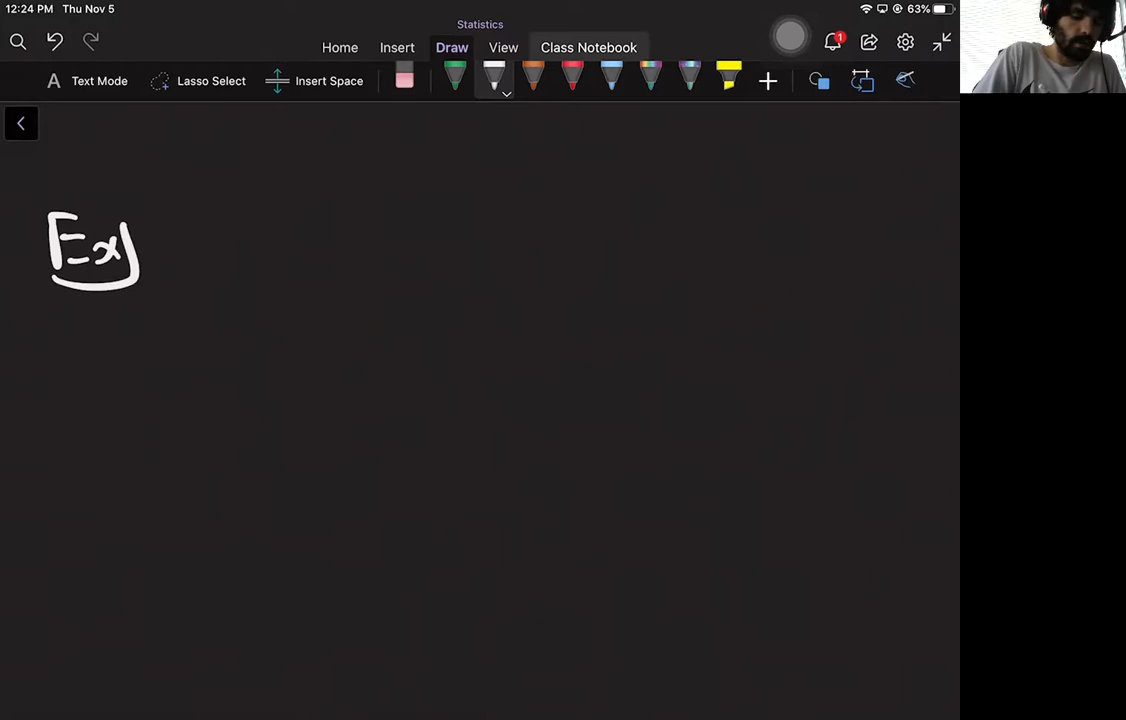 12:24 PM Thu Nov 5
63%
Statistics
Home Insert Draw View Class Notebook
1
A Text Mode Lasso Select Insert Space
Ex